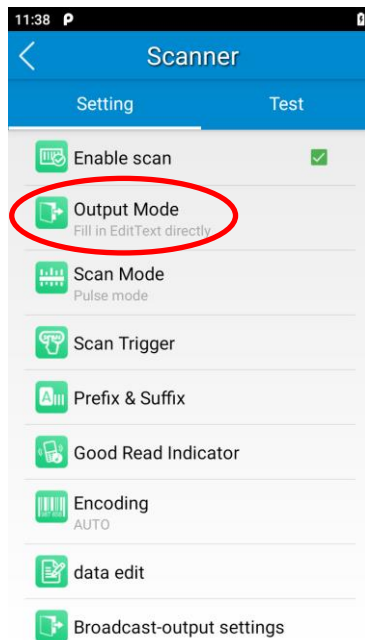 11:38 P
Scanner
Setting Test
Enable scan
Output Mode
Fill in EditText directly
Scan Mode
Pulse mode
Scan Trigger
Prefix & Suffix
Good Read Indicator
Encoding
AUTO
data edit
Broadcast-output settings